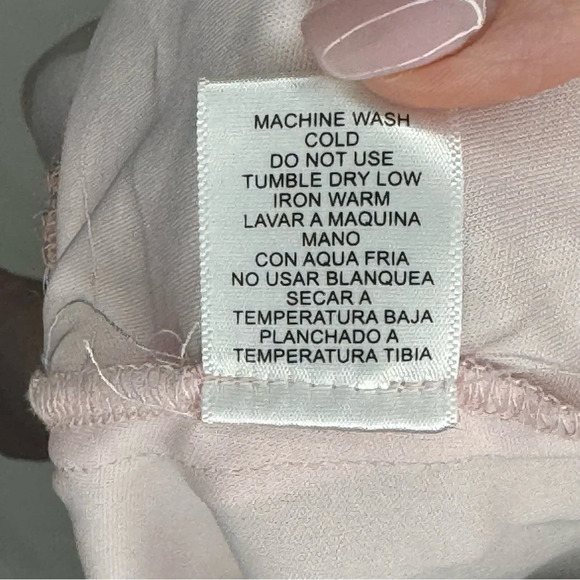 MACHINE WASH
COLD
DO NOT USE
TUMBLE DRY LOW
IRON WARM
LAVAR A MAQUINA
MANO
CON AQUA FRIA
NO USAR BLANQUEA
SECAR A
TEMPERATURA BAJA
PLANCHADO A
TEMPERATURA TIBIA